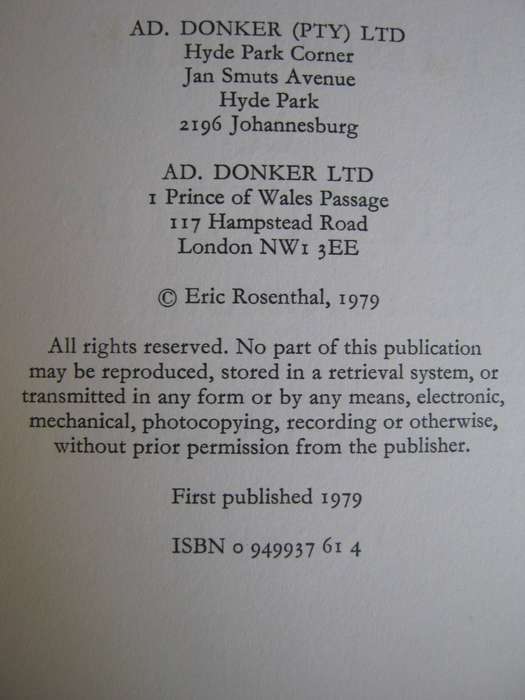 AD. DONKER (PTY) LTD
Hyde Park Corner
Jan Smuts Avenue
Hyde Park
2196 Johannesburg
AD. DONKER LTD
1 Prince of Wales Passage
117 Hampstead Road
London NW1 3EE
© Eric Rosenthal, 1979
All rights reserved. No part of this publication
may be reproduced, stored in a retrieval system, or
transmitted in any form or by any means, electronic,
mechanical, photocopying, recording or otherwise,
without prior permission from the publisher.
First published 1979
ISBN 0 949937 61 4